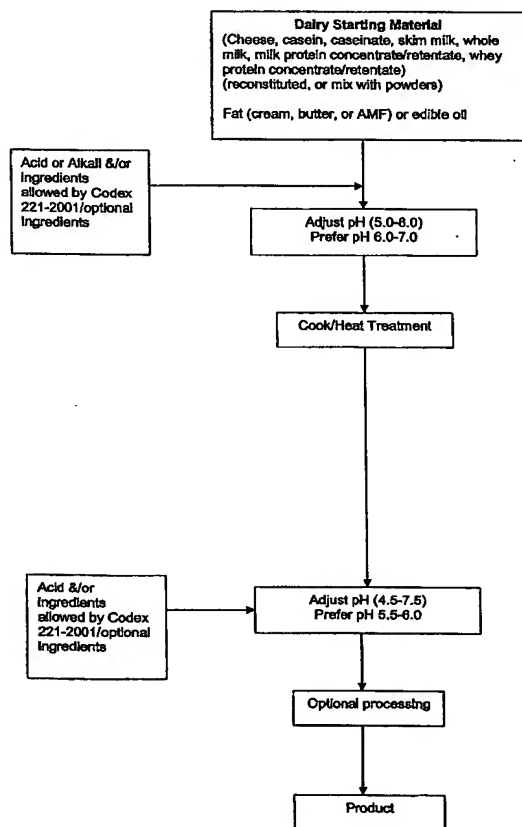 Dairy Starting Material
(Cheese, casein, caseinate, skim milk, whole
milk, milk protein concentrate/retentate, whey
protein concentrate/retentate)
(reconstituted, or mix with powders)
Fat (cream, butter, or AMF) or edible oil
Acid or Alkali &/or
ingredients
allowed by Codex
221-2001/optional
ingredients
Adjust pH (5.0-8.0)
Prefer pH 6.0-7.0
Cook/Heat Treatment
Acid &/or
ingredients
allowed by Codex
221-2001/optional
ingredients
Adjust pH (4.5-7.5)
Prefer pH 5.5-6.0
Optional processing
Product